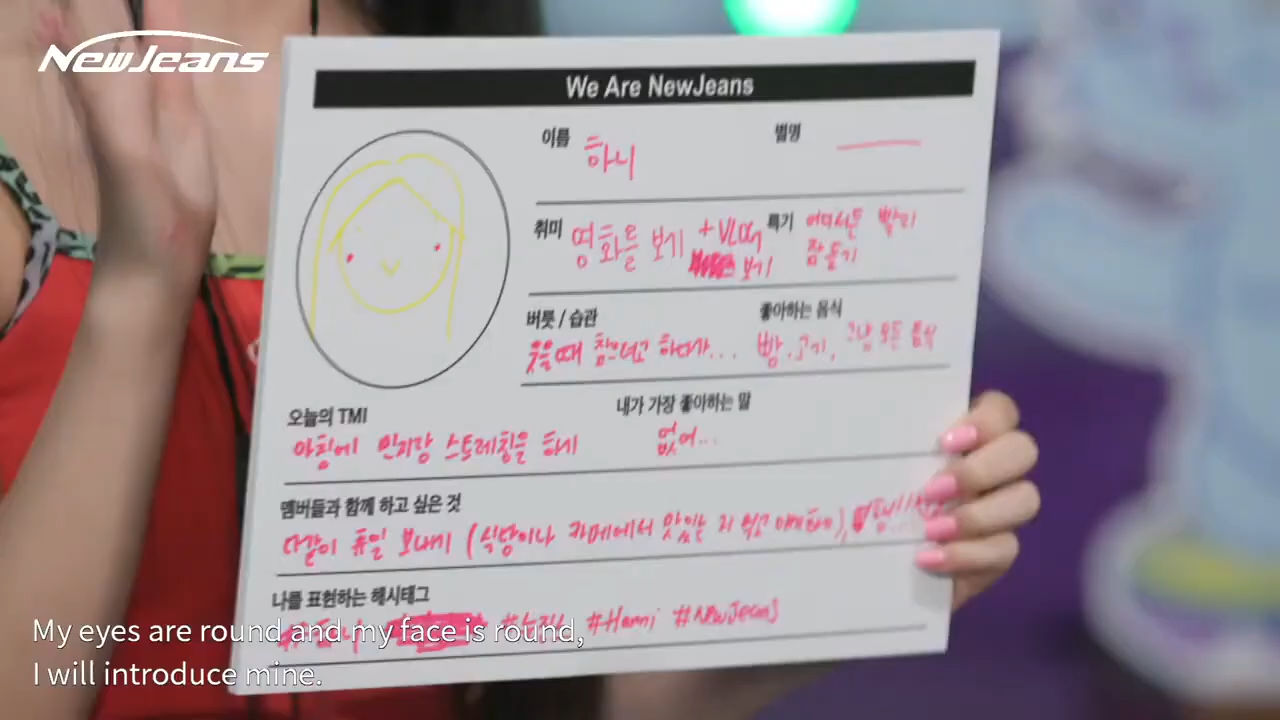 NewJeans
We Are NewJeans
이름 하니 별명
취미 영화를 보기 +VLOG 보기 특기 어디서든 빨리
잠들기
버릇 / 습관 좋아하는 음식
웃을때 참으려고 하다가... 빵, 고기, 그냥 모든 음식
오늘의 TMI 내가 가장 좋아하는 말
아침에 민지랑 스트레칭을 하기 없어...
멤버들과 함께 하고 싶은 것
다같이 휴일 보내기 (식당이나 카페에서 맛있는 거 먹고
나를 표현하는 해시태그
#Hanni #NewJeans
My eyes are round and my face is round,
I will introduce mine.